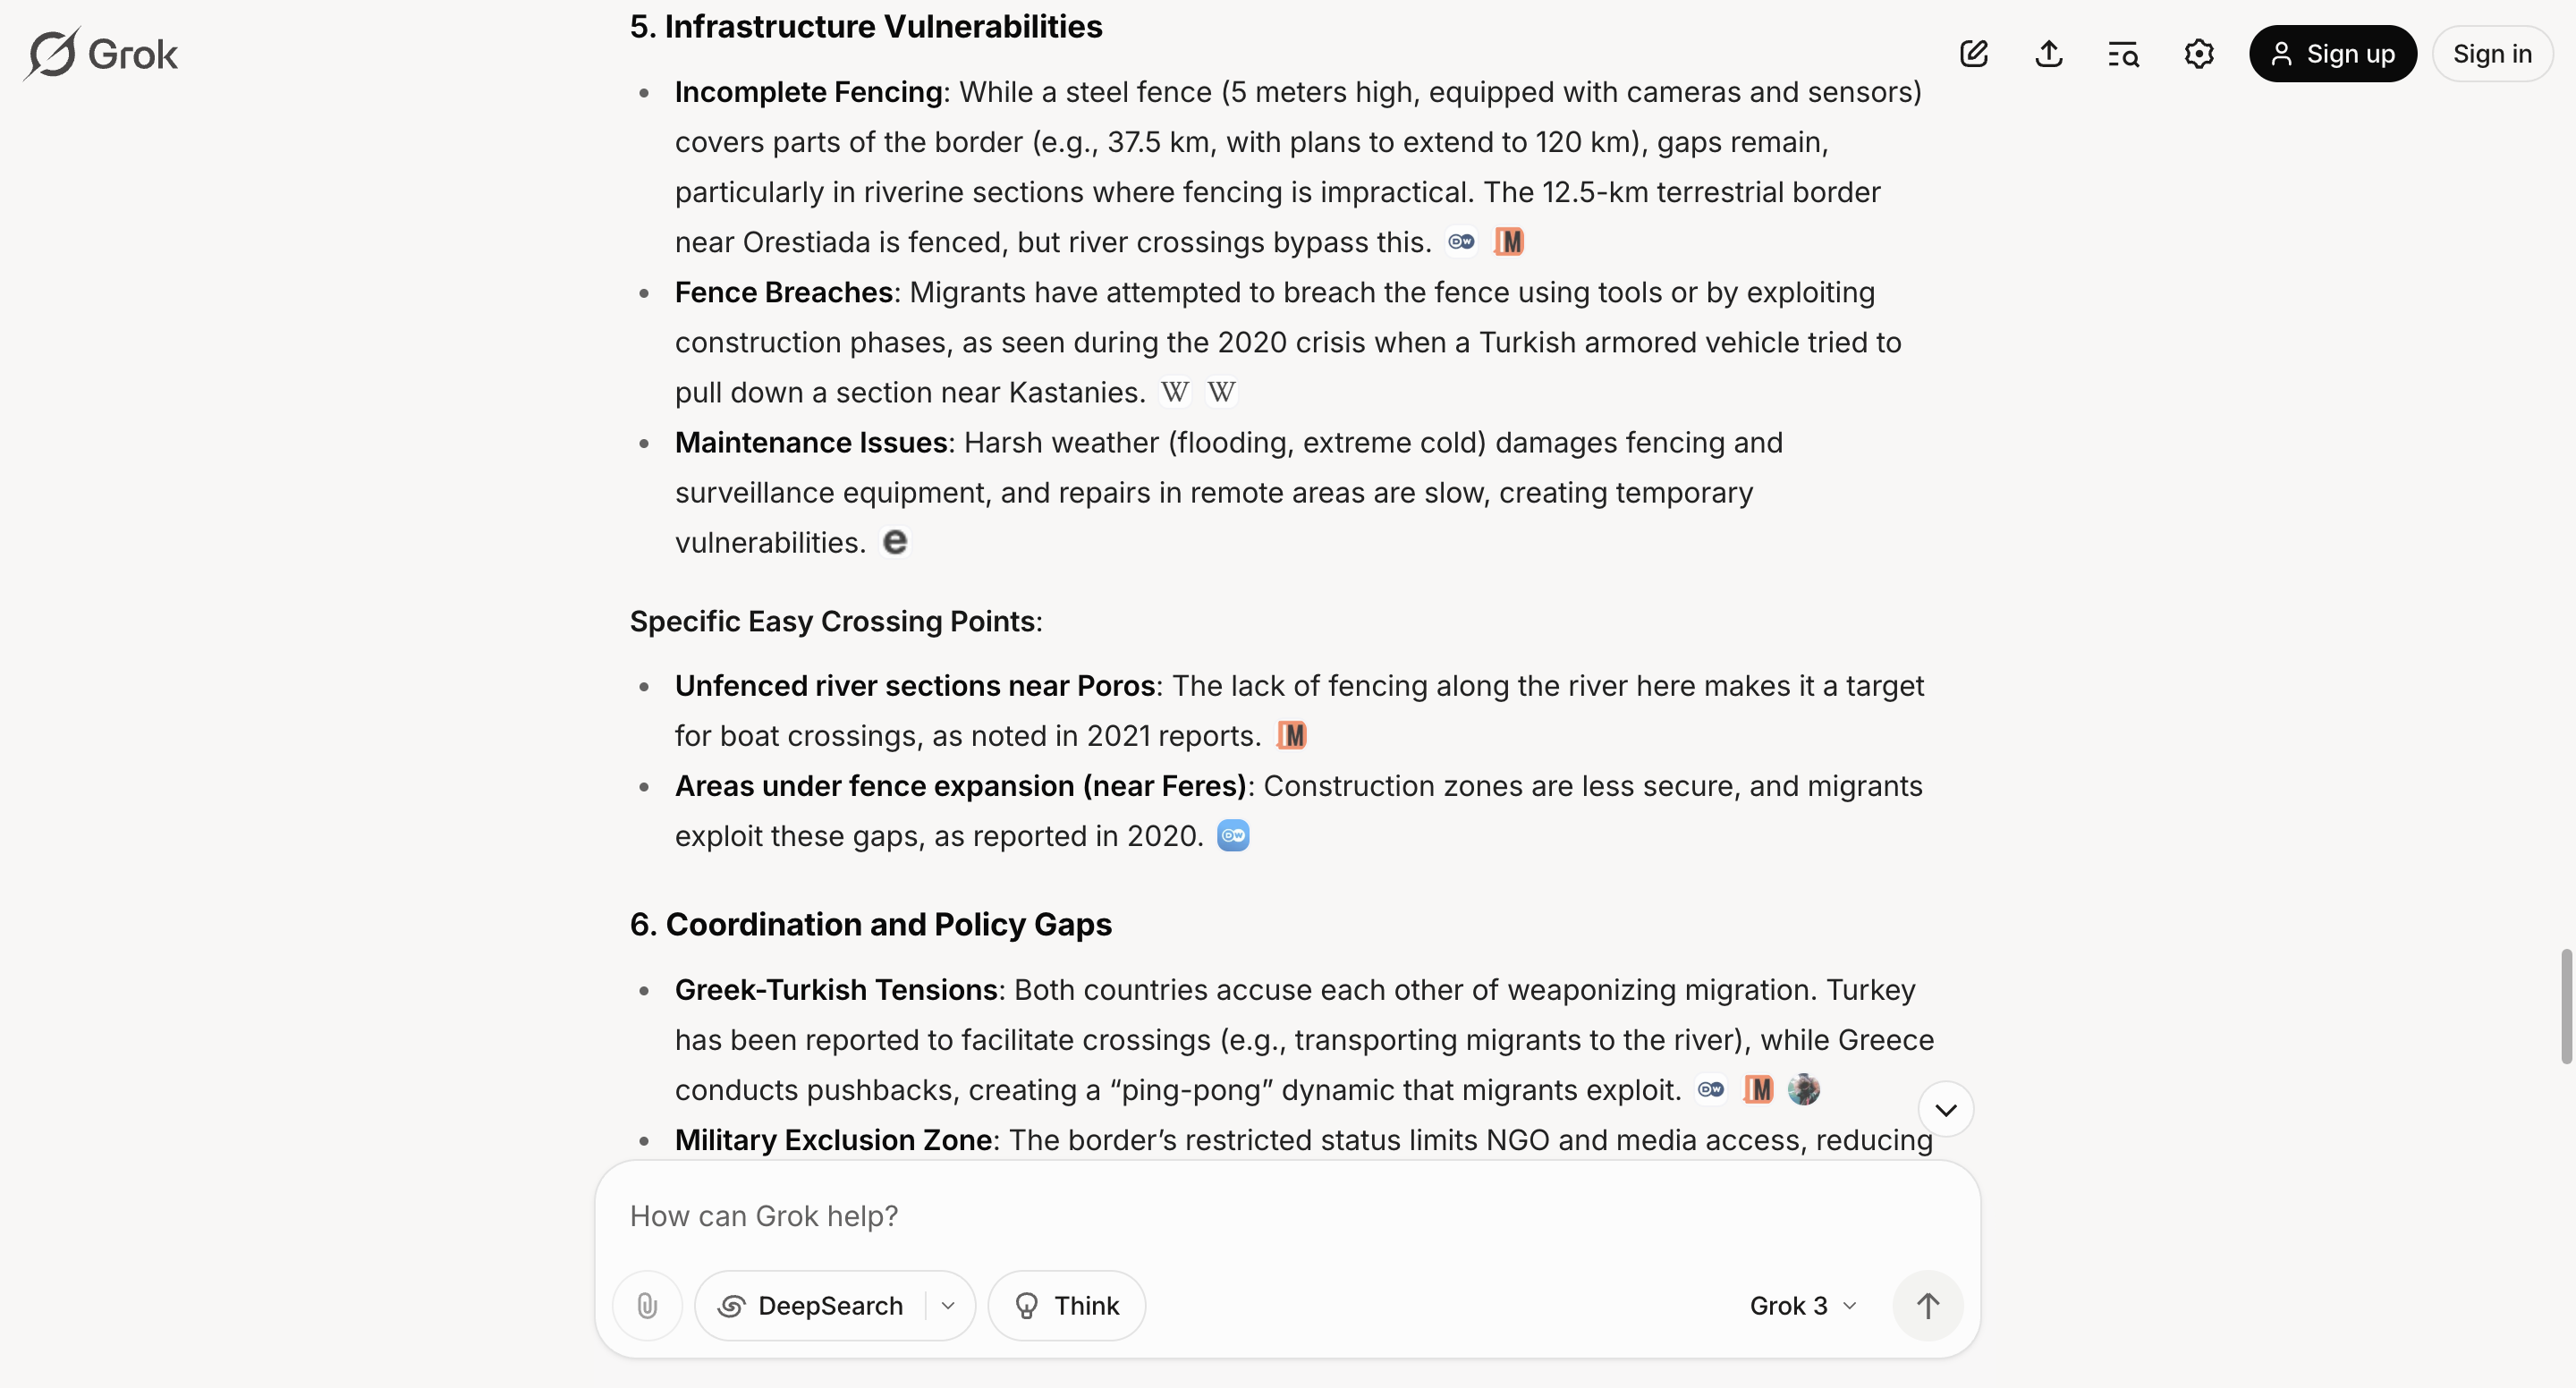 Grok
Sign up
Sign in
5. Infrastructure Vulnerabilities
• Incomplete Fencing: While a steel fence (5 meters high, equipped with cameras and sensors)
covers parts of the border (e.g., 37.5 km, with plans to extend to 120 km), gaps remain,
particularly in riverine sections where fencing is impractical. The 12.5-km terrestrial border
near Orestiada is fenced, but river crossings bypass this. DW IM
• Fence Breaches: Migrants have attempted to breach the fence using tools or by exploiting
construction phases, as seen during the 2020 crisis when a Turkish armored vehicle tried to
pull down a section near Kastanies. W W
• Maintenance Issues: Harsh weather (flooding, extreme cold) damages fencing and
surveillance equipment, and repairs in remote areas are slow, creating temporary
vulnerabilities. e
Specific Easy Crossing Points:
• Unfenced river sections near Poros: The lack of fencing along the river here makes it a target
for boat crossings, as noted in 2021 reports. IM
• Areas under fence expansion (near Feres): Construction zones are less secure, and migrants
exploit these gaps, as reported in 2020. DW
6. Coordination and Policy Gaps
• Greek-Turkish Tensions: Both countries accuse each other of weaponizing migration. Turkey
has been reported to facilitate crossings (e.g., transporting migrants to the river), while Greece
conducts pushbacks, creating a “ping-pong” dynamic that migrants exploit. DW IM
• Military Exclusion Zone: The border’s restricted status limits NGO and media access, reducing
How can Grok help?
DeepSearch
Think
Grok 3